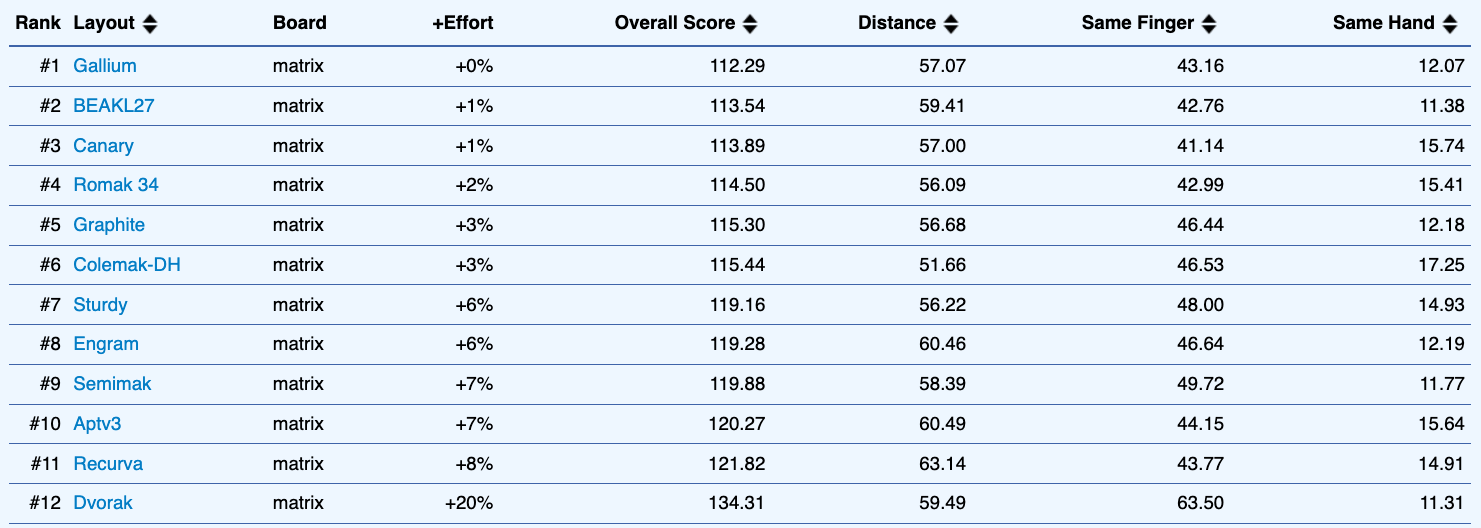 Rank Layout Board +Effort Overall Score Distance Same Finger Same Hand
#1 Gallium matrix +0% 112.29 57.07 43.16 12.07
#2 BEAKL27 matrix +1% 113.54 59.41 42.76 11.38
#3 Canary matrix +1% 113.89 57.00 41.14 15.74
#4 Romak 34 matrix +2% 114.50 56.09 42.99 15.41
#5 Graphite matrix +3% 115.30 56.68 46.44 12.18
#6 Colemak-DH matrix +3% 115.44 51.66 46.53 17.25
#7 Sturdy matrix +6% 119.16 56.22 48.00 14.93
#8 Engram matrix +6% 119.28 60.46 46.64 12.19
#9 Semimak matrix +7% 119.88 58.39 49.72 11.77
#10 Aptv3 matrix +7% 120.27 60.49 44.15 15.64
#11 Recurva matrix +8% 121.82 63.14 43.77 14.91
#12 Dvorak matrix +20% 134.31 59.49 63.50 11.31